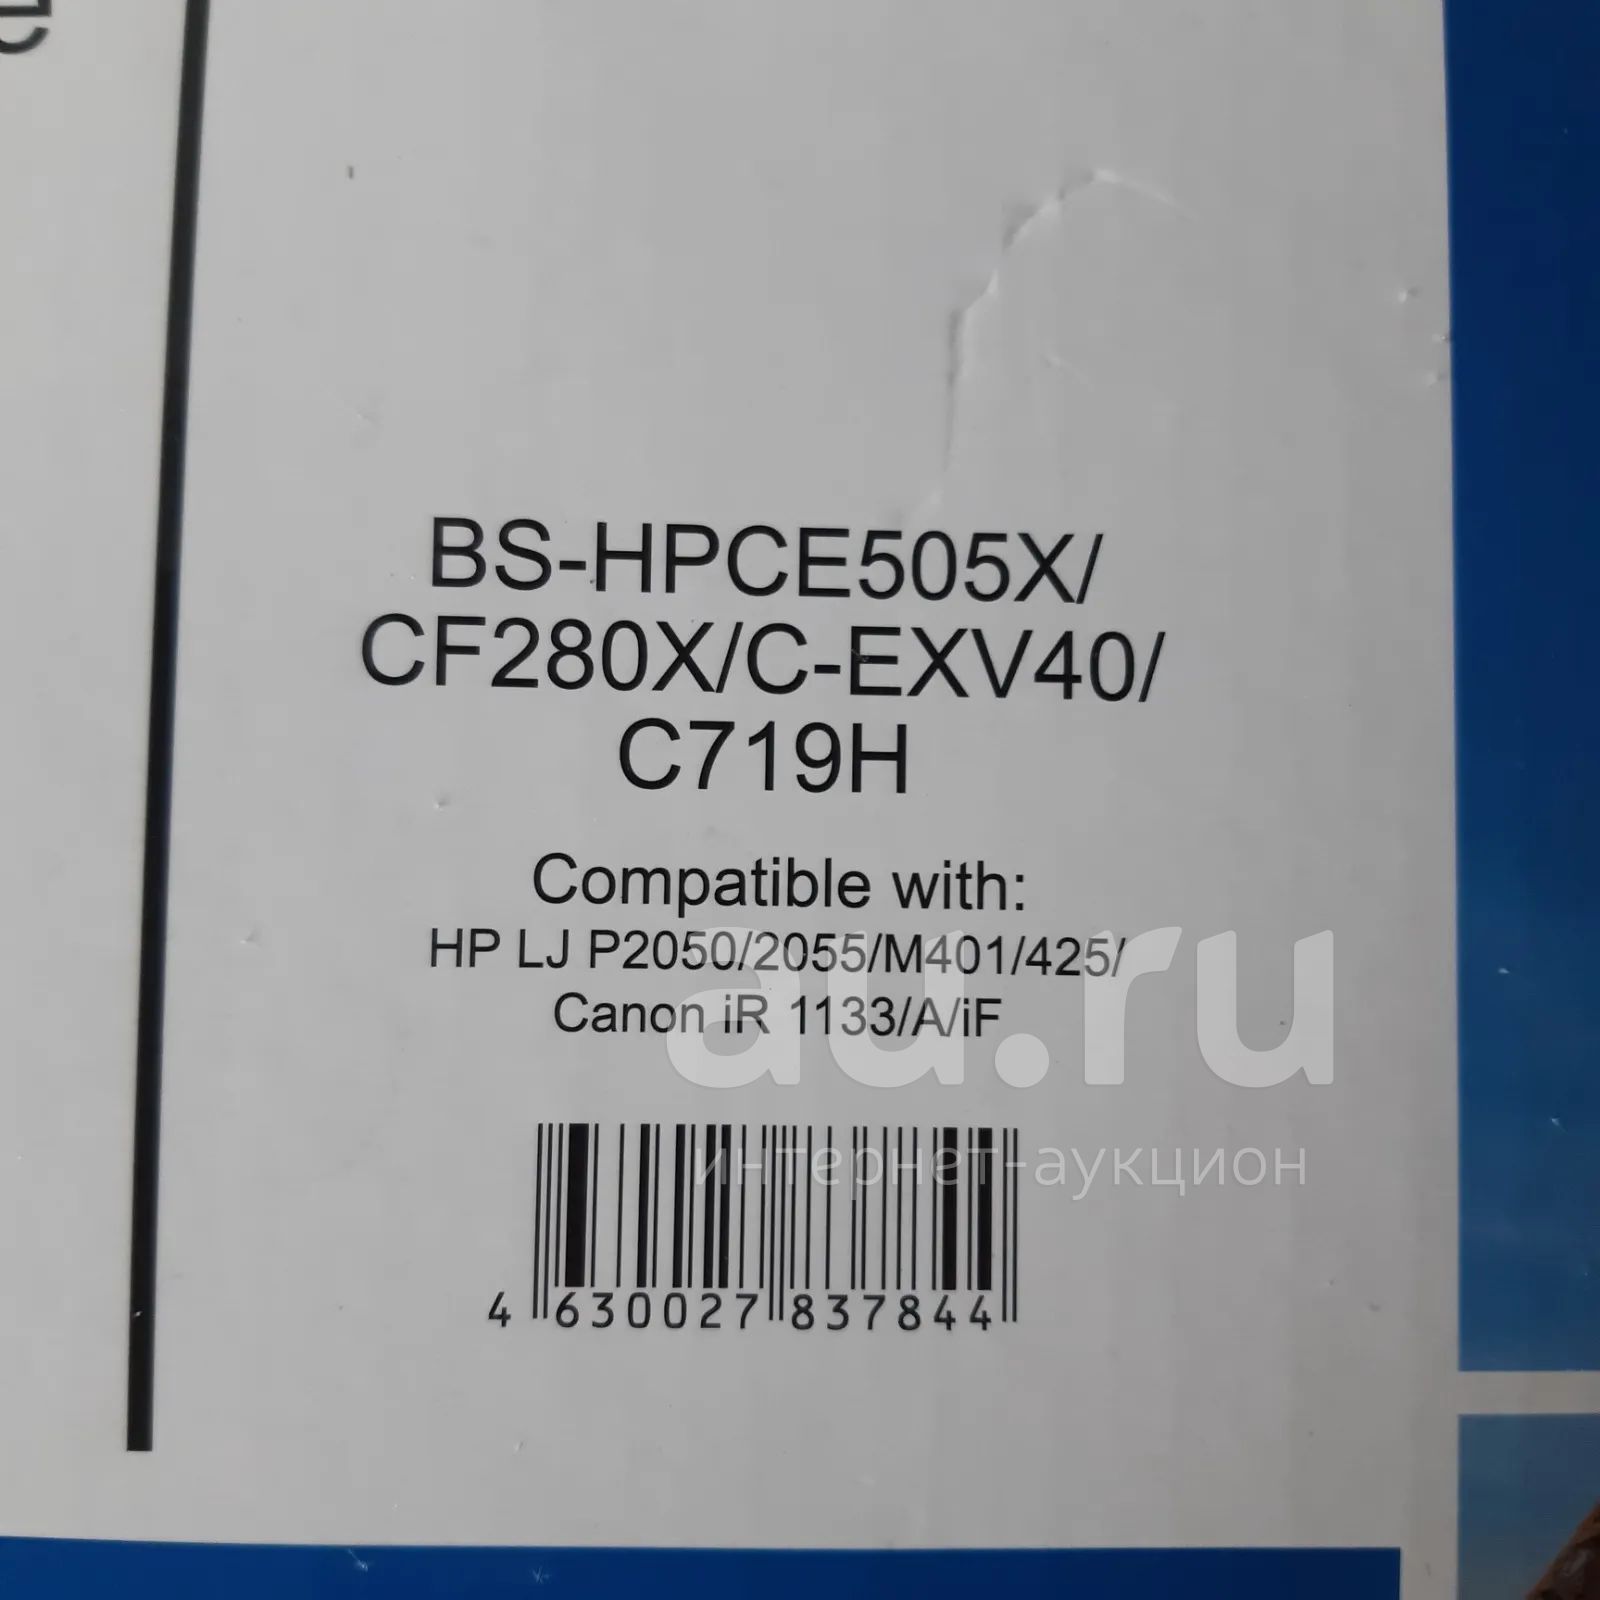 BS-HPCE505X/
CF280X/C-EXV40/
C719H
Compatible with:
HP LJ P2050/2055/M401/425/
Canon iR 1133/A/iF
au.ru
интернет-аукцион
4 630027 837844